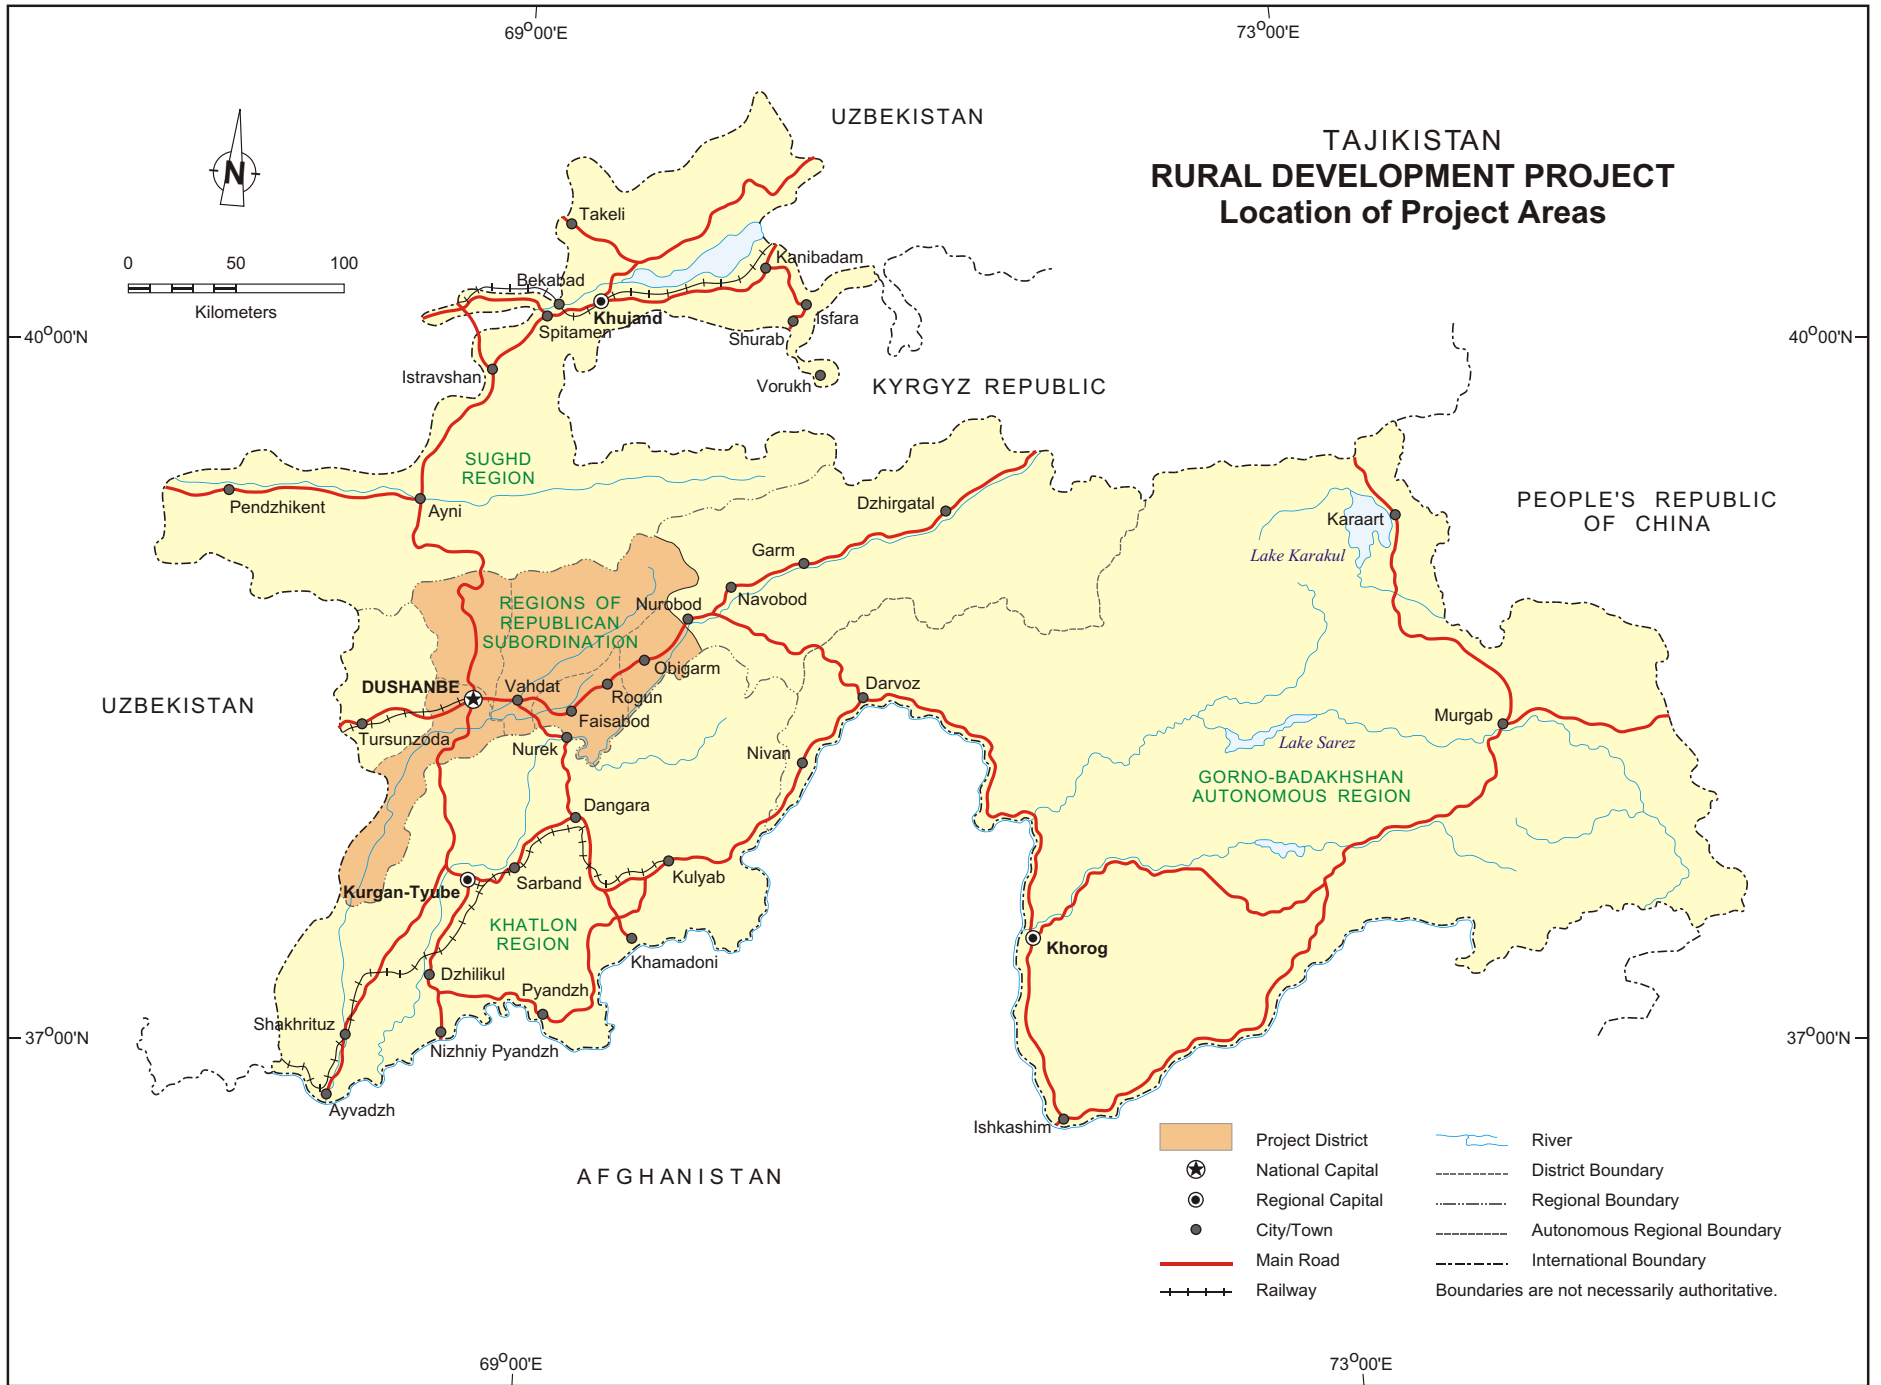 69°00'E
73°00'E
UZBEKISTAN
TAJIKISTAN
RURAL DEVELOPMENT PROJECT
Location of Project Areas
N
Takeli
0 50 100
Kilometers
Kanibadam
Bekabad
Khujand
Isfara
Spitamen
Shurab
40°00'N
40°00'N
Istravshan
Vorukh
KYRGYZ REPUBLIC
SUGHD
REGION
Pendzhikent
Ayni
Dzhirgatal
Karaart
PEOPLE'S REPUBLIC
OF CHINA
Garm
Lake Karakul
Navobod
Nurobod
REGIONS OF
REPUBLICAN
SUBORDINATION
Obigarm
DUSHANBE
Vahdat
Rogun
Darvoz
UZBEKISTAN
Faisabod
Murgab
Tursunzoda
Nurek
Nivan
Lake Sarez
GORNO-BADAKHSHAN
AUTONOMOUS REGION
Dangara
Sarband
Kulyab
Kurgan-Tyube
KHATLON
REGION
Khorog
Khamadoni
Dzhilikul
Pyandzh
Shakhrituz
37°00'N
37°00'N
Nizhniy Pyandzh
Ayvadzh
Ishkashim
AFGHANISTAN
Project District
National Capital
Regional Capital
City/Town
Main Road
Railway
River
District Boundary
Regional Boundary
Autonomous Regional Boundary
International Boundary
Boundaries are not necessarily authoritative.
69°00'E
73°00'E